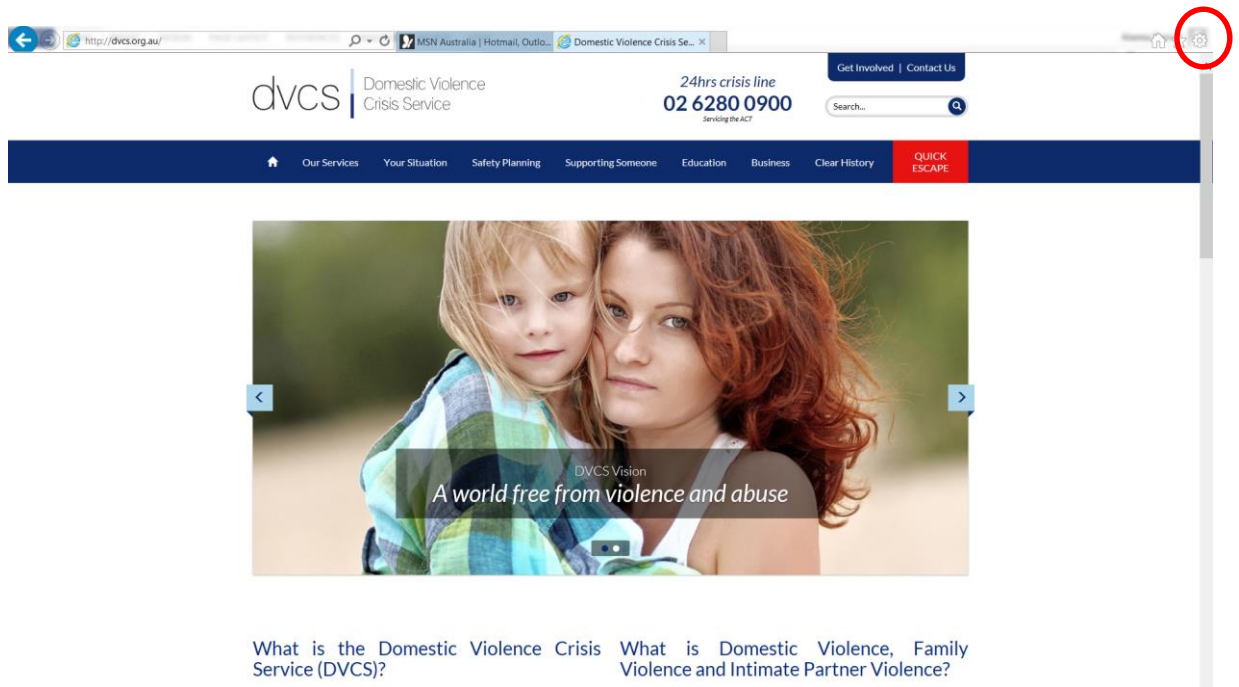 http://dvcs.org.au/
MSN Australia | Hotmail, Outlo...
Domestic Violence Crisis Se... ×
Get Involved | Contact Us
dvcs
Domestic Violence
Crisis Service
24hrs crisis line
02 6280 0900
Servicing the ACT
Search...
Our Services
Your Situation
Safety Planning
Supporting Someone
Education
Business
Clear History
QUICK
ESCAPE
DVCS Vision
A world free from violence and abuse
What is the Domestic Violence Crisis
Service (DVCS)?
What is Domestic Violence, Family
Violence and Intimate Partner Violence?